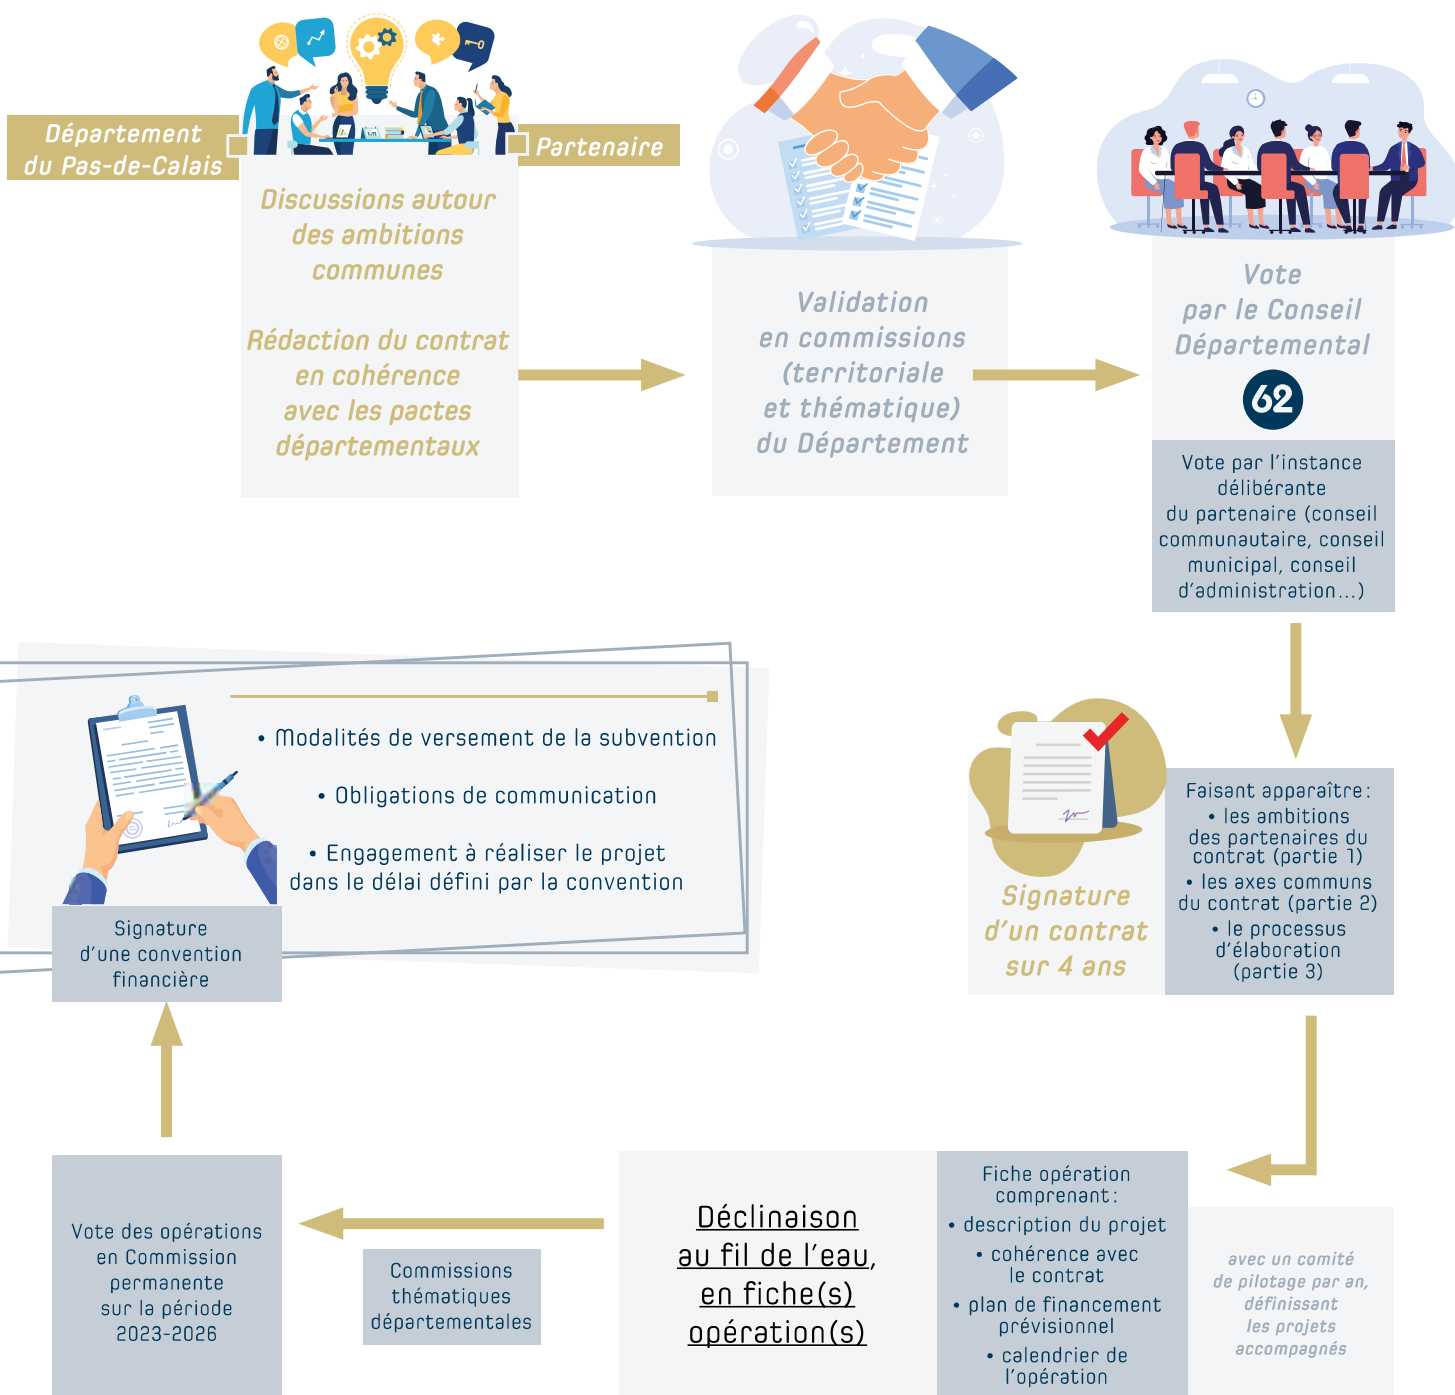 Département
du Pas-de-Calais
Partenaire
Discussions autour
des ambitions
communes
Rédaction du contrat
en cohérence
avec les pactes
départementaux
Validation
en commissions
(territoriale
et thématique)
du Département
Vote
par le Conseil
Départemental
62
Vote par l'instance
délibérante
du partenaire (conseil
communautaire, conseil
municipal, conseil
d'administration...)
Signature
d'un contrat
sur 4 ans
Faisant apparaître :
• les ambitions
des partenaires du
contrat (partie 1)
• les axes communs
du contrat (partie 2)
• le processus
d'élaboration
(partie 3)
avec un comité
de pilotage par an,
définissant
les projets
accompagnés
Fiche opération
comprenant :
• description du projet
• cohérence avec
le contrat
• plan de financement
prévisionnel
• calendrier de
l'opération
Déclinaison
au fil de l'eau,
en fiche(s)
opération(s)
Commissions
thématiques
départementales
Vote des opérations
en Commission
permanente
sur la période
2023-2026
Signature
d'une convention
financière
• Modalités de versement de la subvention
• Obligations de communication
• Engagement à réaliser le projet
dans le délai défini par la convention